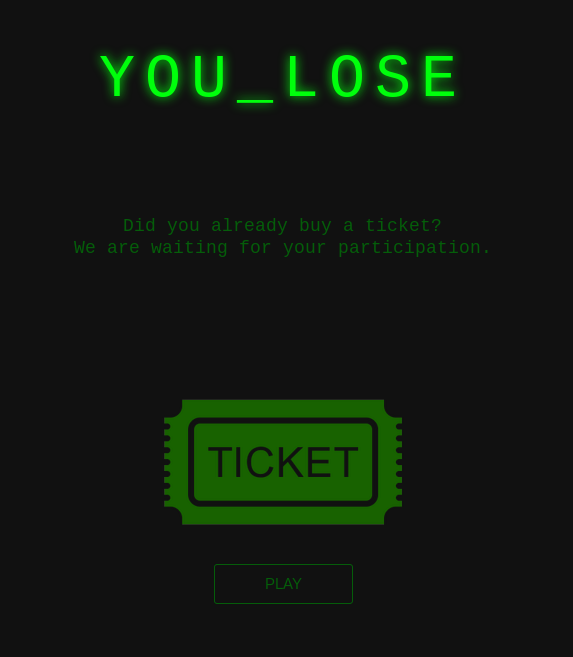 YOU_LOSE
Did you already buy a ticket?
We are waiting for your participation.
TICKET
PLAY